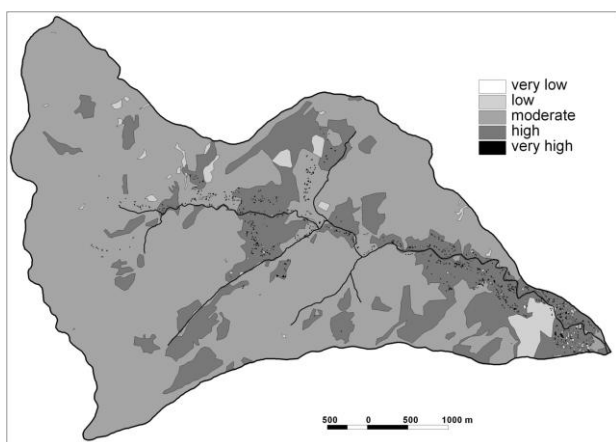 very low
low
moderate
high
very high
500 0 500 1000 m